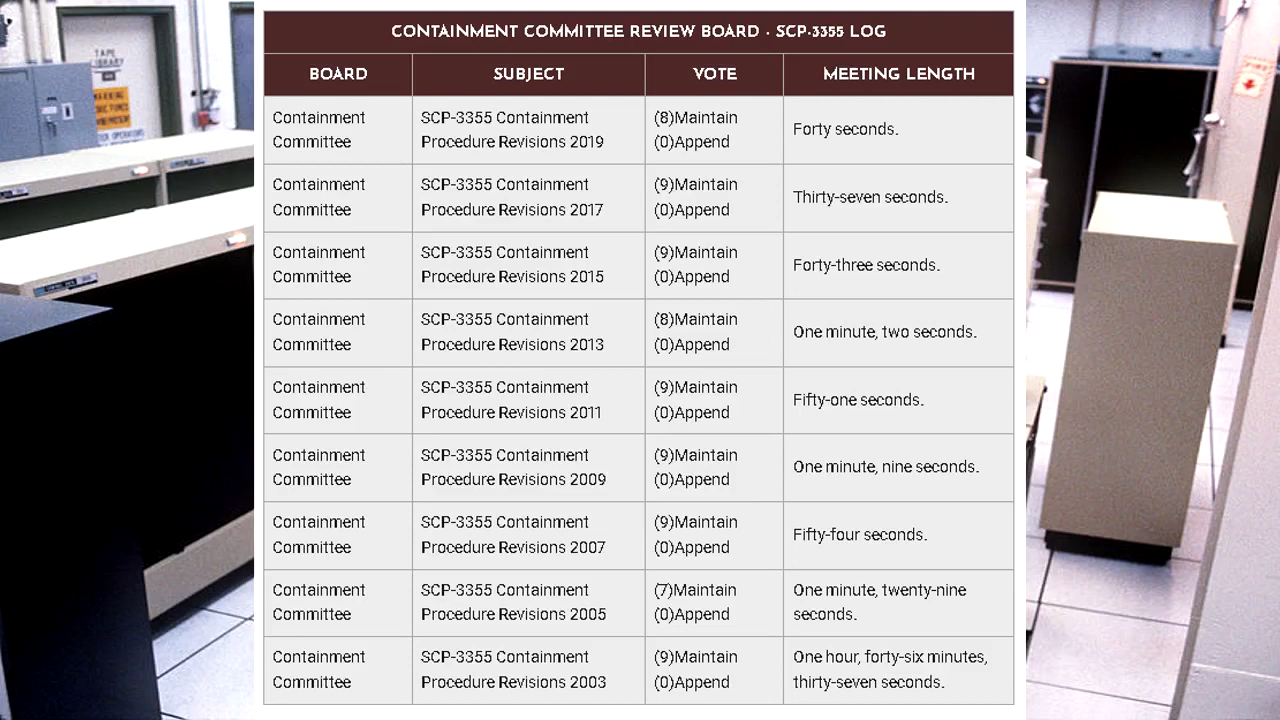 CONTAINMENT COMMITTEE REVIEW BOARD · SCP-3355 LOG
BOARD SUBJECT VOTE MEETING LENGTH
Containment Committee SCP-3355 Containment Procedure Revisions 2019 (8)Maintain (0)Append Forty seconds.
Containment Committee SCP-3355 Containment Procedure Revisions 2017 (9)Maintain (0)Append Thirty-seven seconds.
Containment Committee SCP-3355 Containment Procedure Revisions 2015 (9)Maintain (0)Append Forty-three seconds.
Containment Committee SCP-3355 Containment Procedure Revisions 2013 (8)Maintain (0)Append One minute, two seconds.
Containment Committee SCP-3355 Containment Procedure Revisions 2011 (9)Maintain (0)Append Fifty-one seconds.
Containment Committee SCP-3355 Containment Procedure Revisions 2009 (9)Maintain (0)Append One minute, nine seconds.
Containment Committee SCP-3355 Containment Procedure Revisions 2007 (9)Maintain (0)Append Fifty-four seconds.
Containment Committee SCP-3355 Containment Procedure Revisions 2005 (7)Maintain (0)Append One minute, twenty-nine seconds.
Containment Committee SCP-3355 Containment Procedure Revisions 2003 (9)Maintain (0)Append One hour, forty-six minutes, thirty-seven seconds.
TAPE
LIBRARY